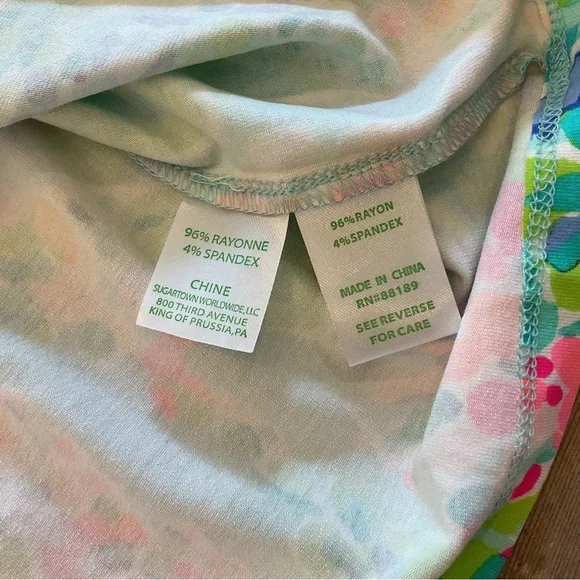 96% RAYONNE
4% SPANDEX
CHINE
SUGARTOWN WORLDWIDE, LLC
800 THIRD AVENUE
KING OF PRUSSIA, PA
96% RAYON
4% SPANDEX
MADE IN CHINA
RN#88189
SEE REVERSE
FOR CARE